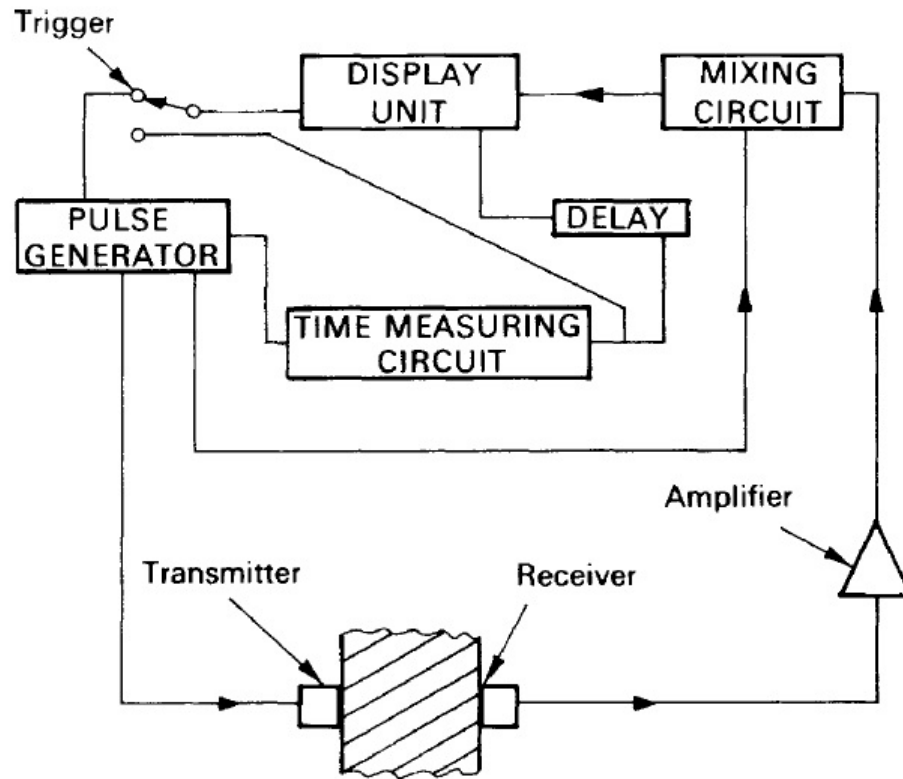 Trigger
DISPLAY
UNIT
MIXING
CIRCUIT
PULSE
GENERATOR
DELAY
TIME MEASURING
CIRCUIT
Amplifier
Transmitter
Receiver